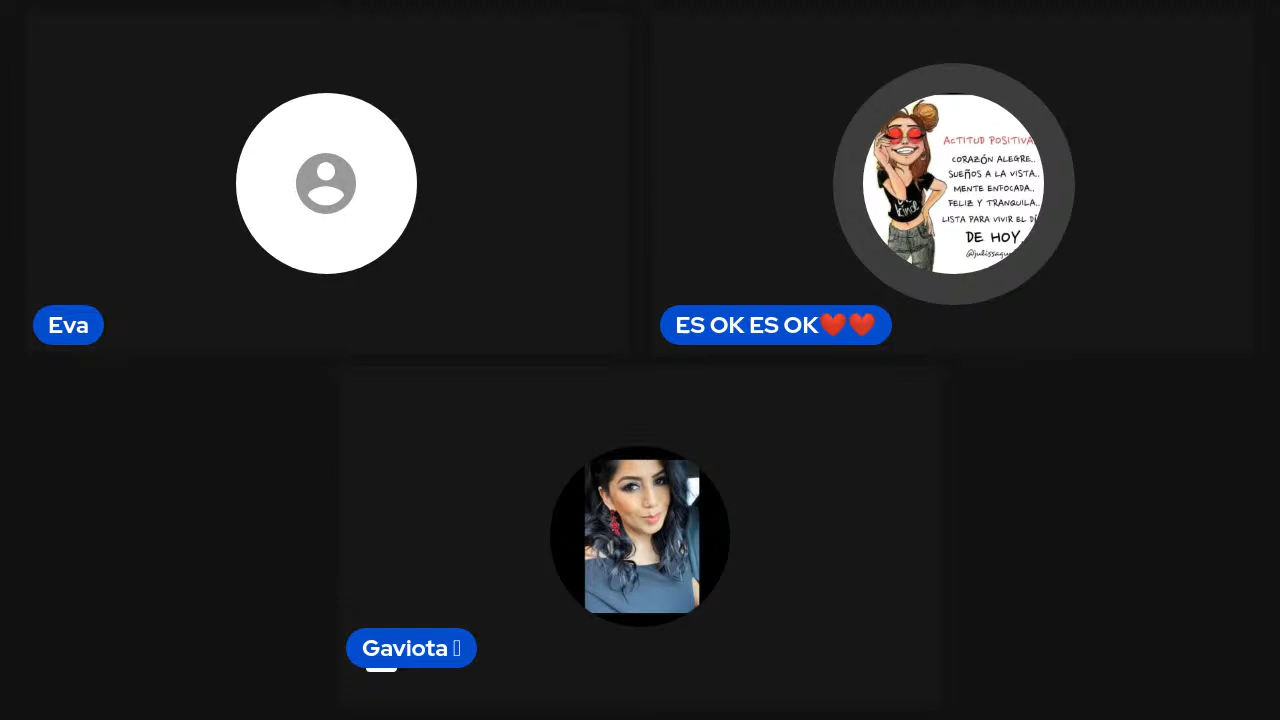 ACTITUD POSITIVA
CORAZÓN ALEGRE..
SUEÑOS A LA VISTA..
MENTE ENFOCADA..
FELIZ Y TRANQUILA..
LISTA PARA VIVIR EL
DE HOY
kind
Eva
ES OK ES OK❤️❤️
Gaviota